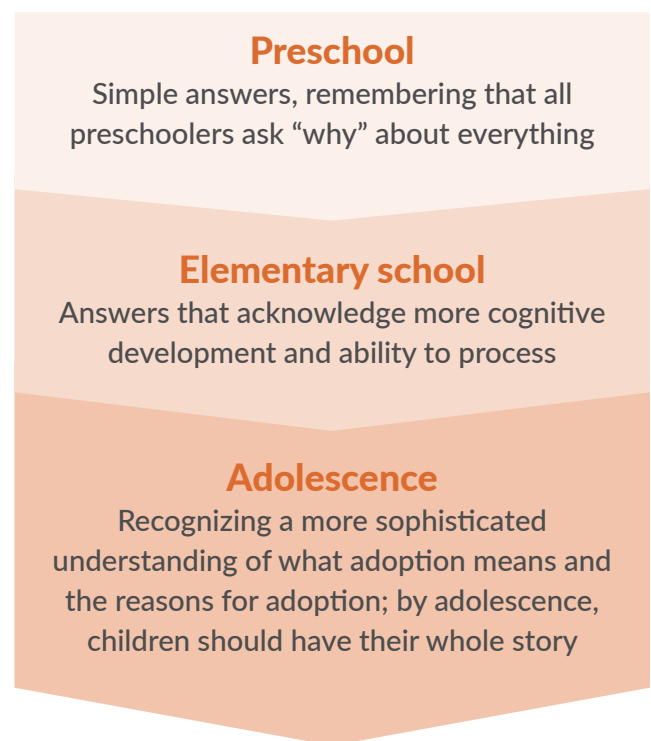 Preschool
Simple answers, remembering that all
preschoolers ask “why” about everything
Elementary school
Answers that acknowledge more cognitive
development and ability to process
Adolescence
Recognizing a more sophisticated
understanding of what adoption means and
the reasons for adoption; by adolescence,
children should have their whole story